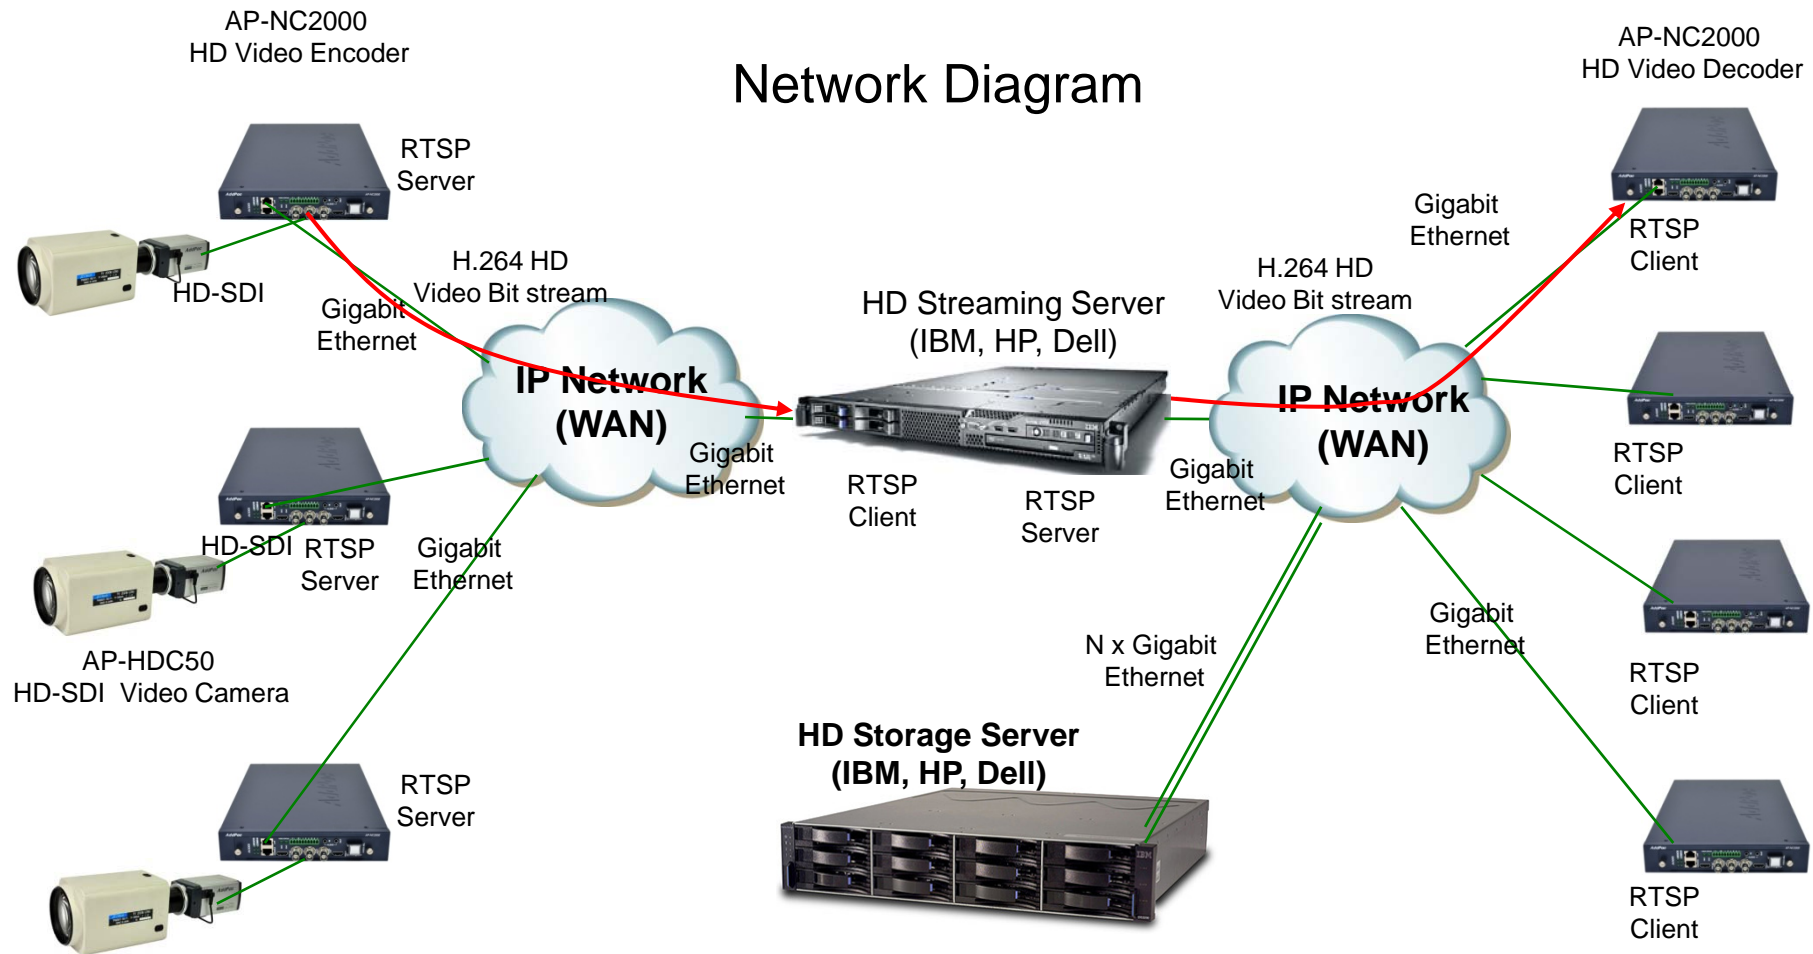 AP-NC2000
HD Video Encoder
Network Diagram
AP-NC2000
HD Video Decoder
RTSP
Server
HD-SDI
Gigabit
Ethernet
H.264 HD
Video Bit stream
IP Network
(WAN)
Gigabit
Ethernet
HD Streaming Server
(IBM, HP, Dell)
RTSP
Client
RTSP
Server
H.264 HD
Video Bit stream
IP Network
(WAN)
Gigabit
Ethernet
Gigabit
Ethernet
RTSP
Client
RTSP
Client
HD-SDI
RTSP
Server
Gigabit
Ethernet
AP-HDC50
HD-SDI  Video Camera
N x Gigabit
Ethernet
Gigabit
Ethernet
RTSP
Client
HD Storage Server
(IBM, HP, Dell)
RTSP
Server
RTSP
Client